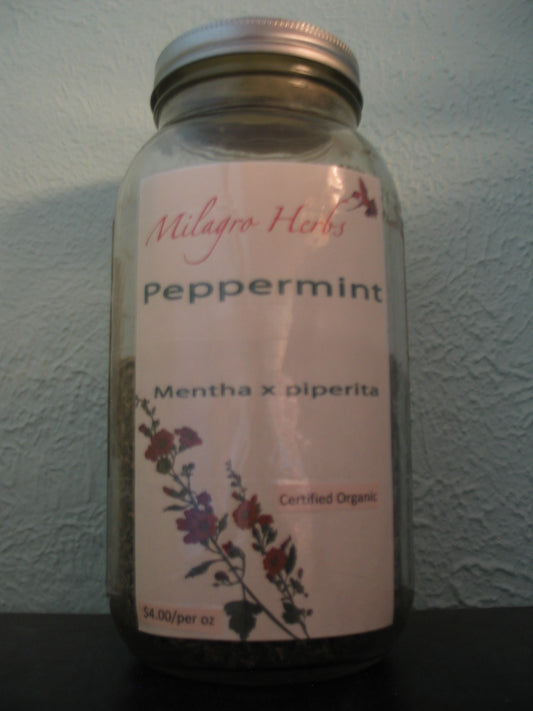 Milagro Herbs
Peppermint
Mentha x piperita
Certified Organic
$4.00/per oz